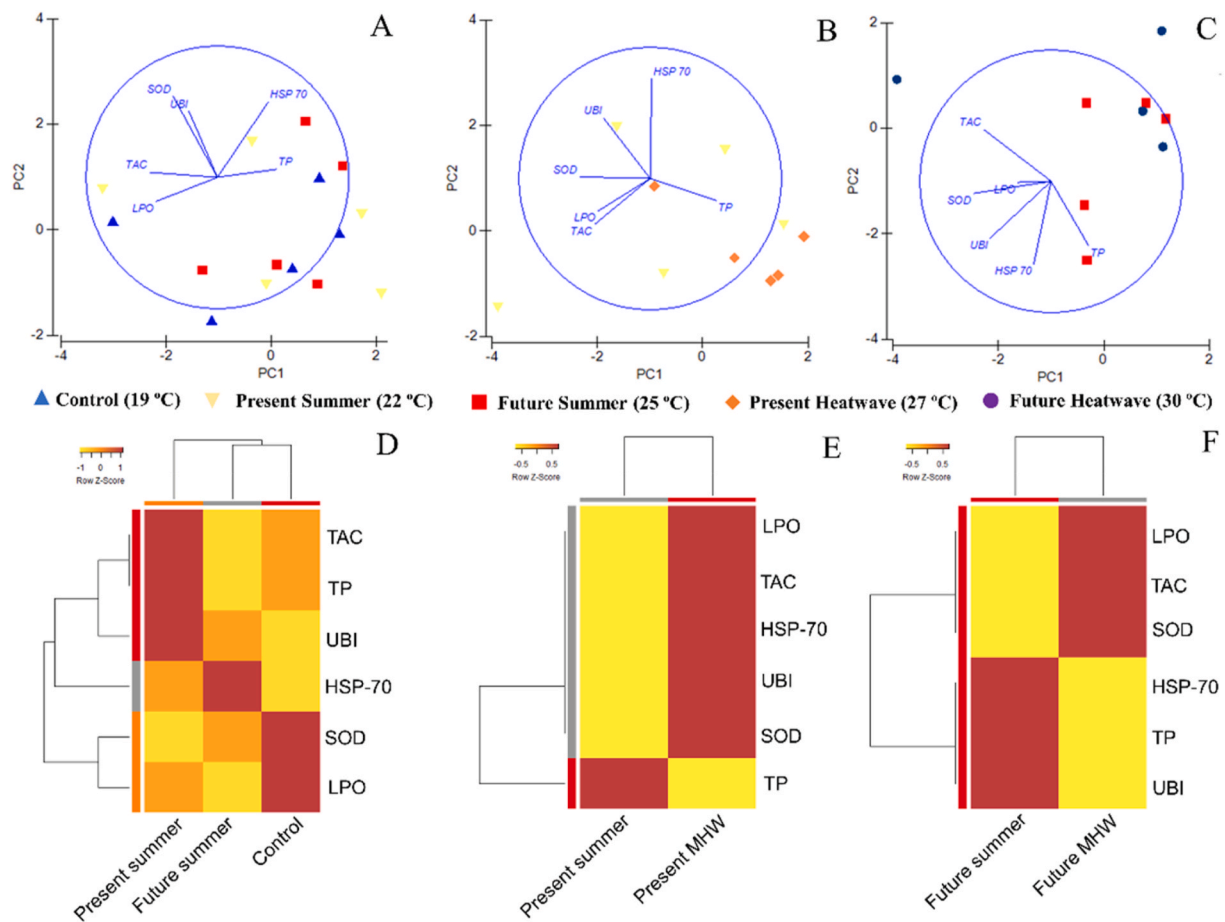 A
4
2
0
-2
PC2
-4
-2
0
2
PC1
SOD
UBI
HSP 70
TAC
TP
LPO
B
4
2
0
-2
PC2
-4
-2
0
2
PC1
HSP 70
UBI
SOD
LPO
TAC
TP
C
2
0
-2
-4
PC2
-4
-2
0
2
PC1
TAC
LPO
SOD
UBI
HSP 70
TP
Control (19 ºC)
Present Summer (22 ºC)
Future Summer (25 ºC)
Present Heatwave (27 ºC)
Future Heatwave (30 ºC)
D
-1 0 1
Row Z-Score
TAC
TP
UBI
HSP-70
SOD
LPO
Present summer
Future summer
Control
E
-0.5 0.5
Row Z-Score
LPO
TAC
HSP-70
UBI
SOD
TP
Present summer
Present MHW
F
-0.5 0.5
Row Z-Score
LPO
TAC
SOD
HSP-70
TP
UBI
Future summer
Future MHW